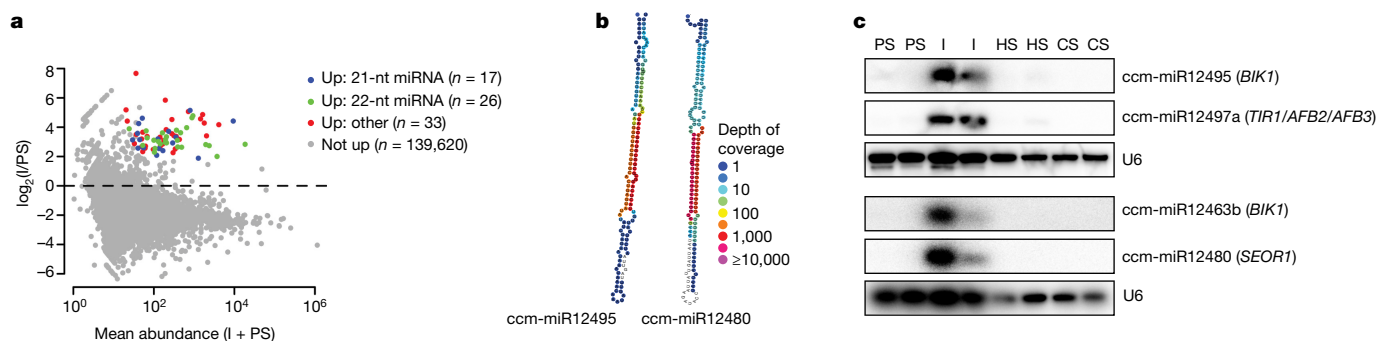 a
log2(I/PS)
8
6
4
2
0
−2
−4
−6
10^0
10^2
10^4
10^6
Mean abundance (I + PS)
Up: 21-nt miRNA (n = 17)
Up: 22-nt miRNA (n = 26)
Up: other (n = 33)
Not up (n = 139,620)
b
Depth of
coverage
1
10
100
1,000
≥10,000
ccm-miR12495
ccm-miR12480
c
PS PS I I HS HS CS CS
ccm-miR12495 (BIK1)
ccm-miR12497a (TIR1/AFB2/AFB3)
U6
ccm-miR12463b (BIK1)
ccm-miR12480 (SEOR1)
U6